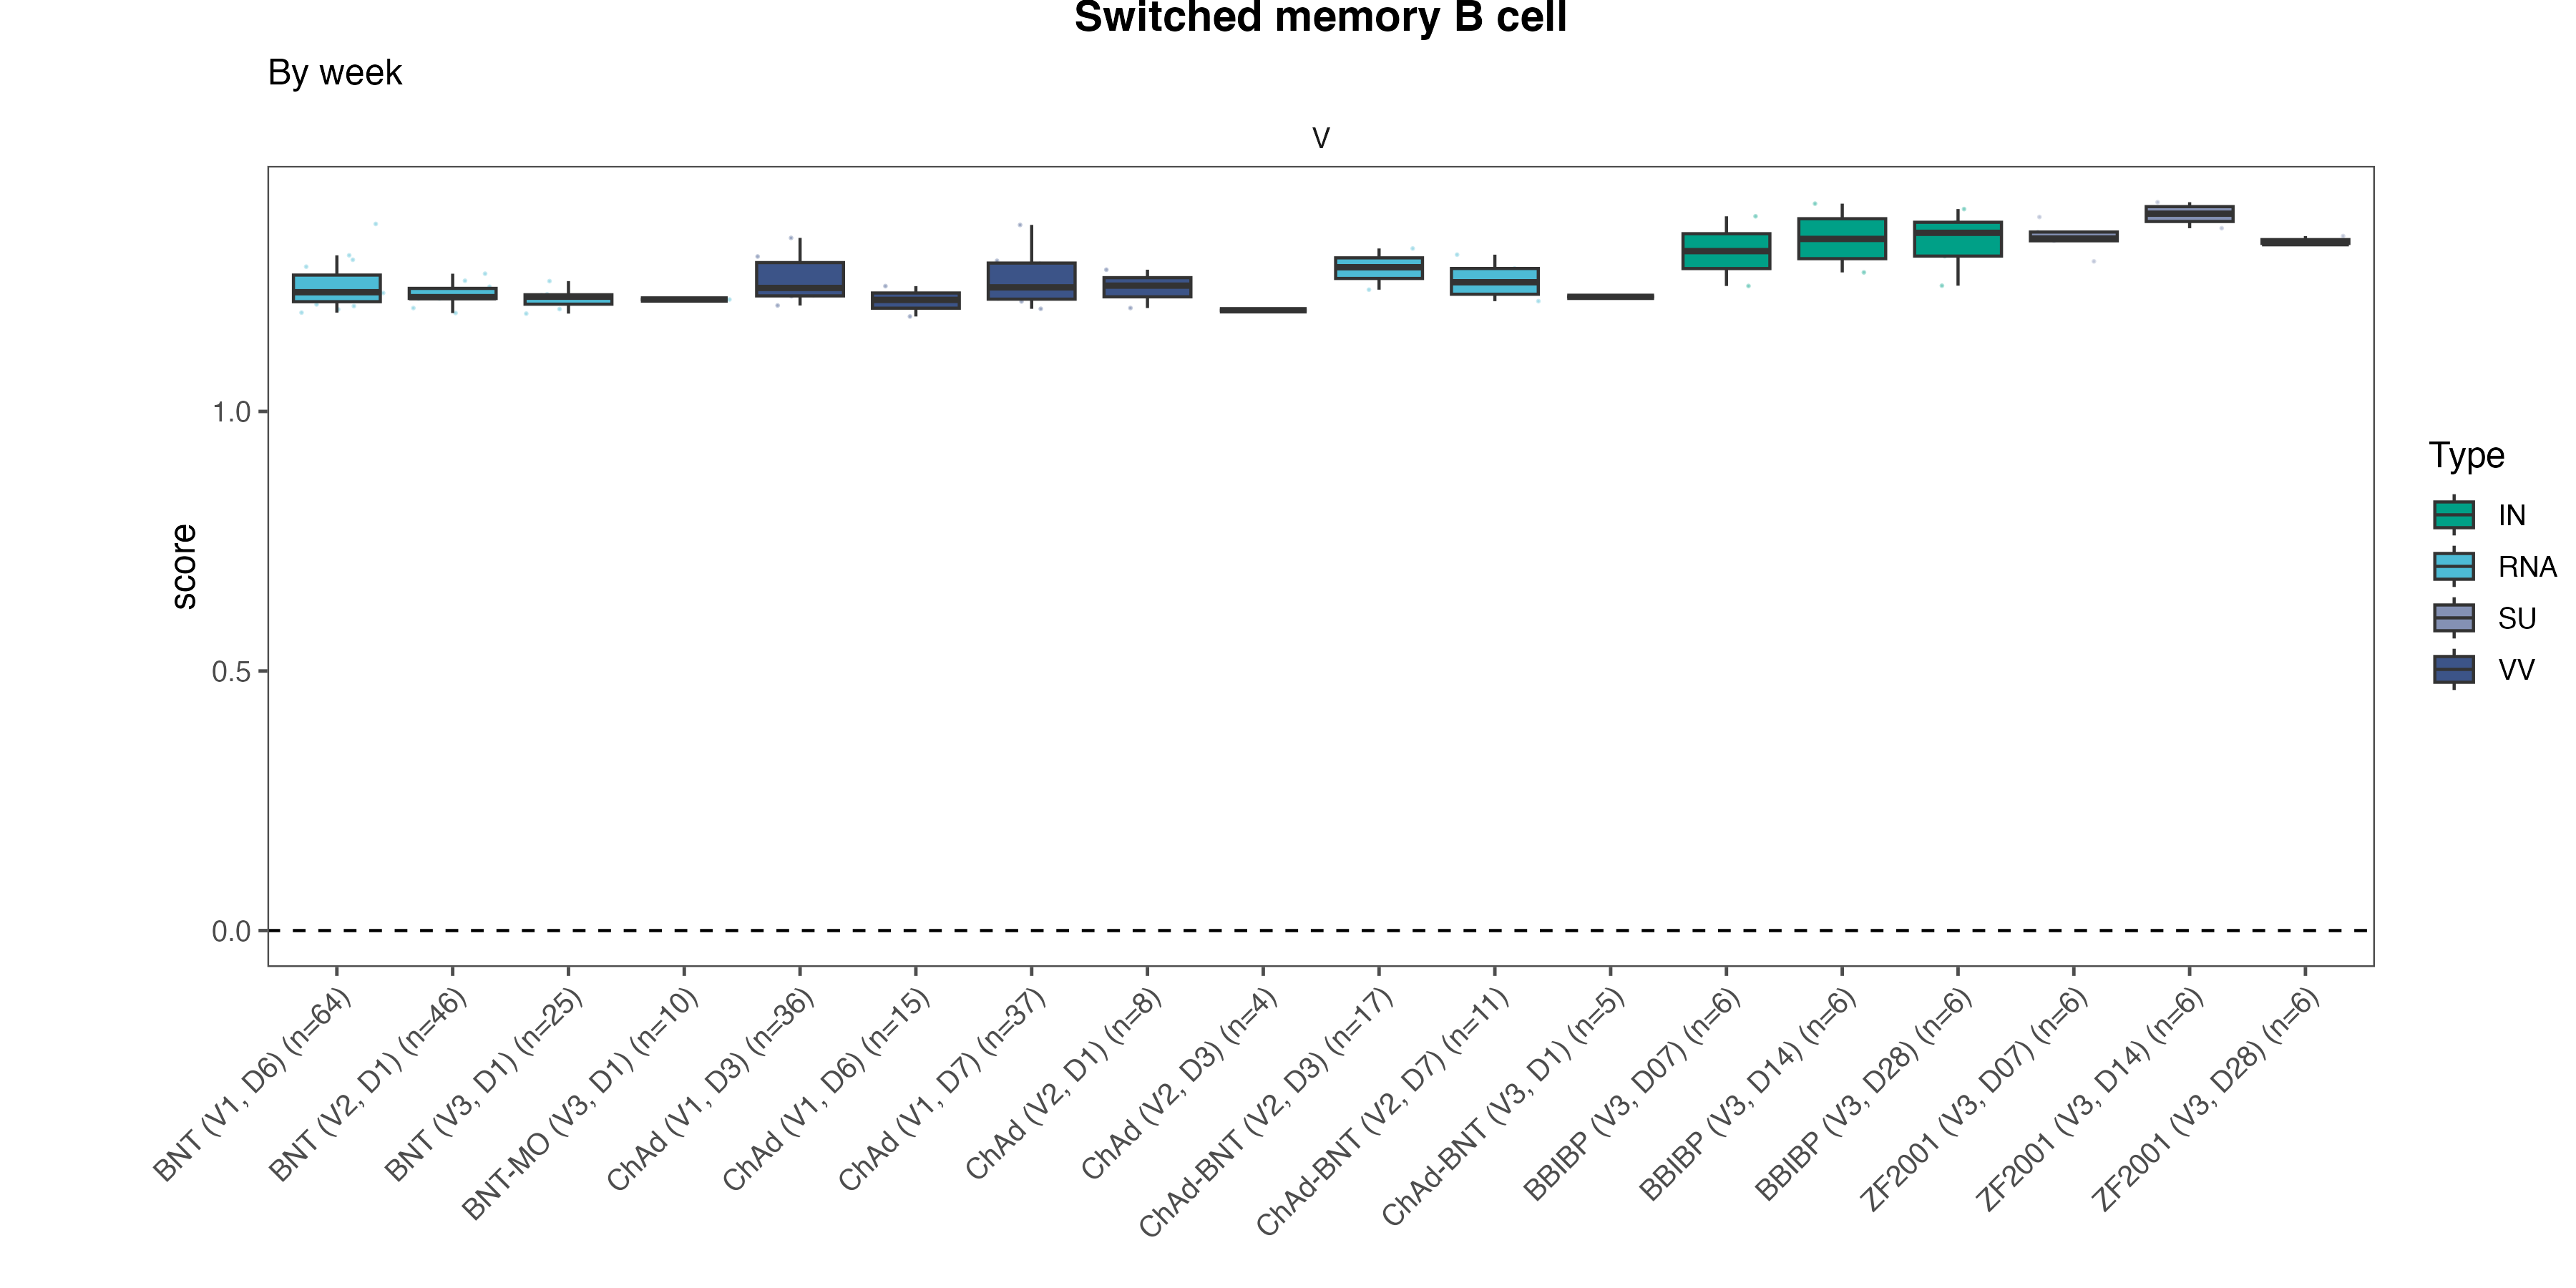 Switched memory B cell
By week
V
1.0
0.5
0.0
score
BNT (V1, D6) (n=64)
BNT (V2, D1) (n=46)
BNT (V3, D1) (n=25)
BNT-MO (V3, D1) (n=10)
ChAd (V1, D3) (n=36)
ChAd (V1, D6) (n=15)
ChAd (V1, D7) (n=37)
ChAd (V2, D1) (n=8)
ChAd (V2, D3) (n=4)
ChAd-BNT (V2, D3) (n=17)
ChAd-BNT (V2, D7) (n=11)
ChAd-BNT (V3, D1) (n=5)
BBIBP (V3, D07) (n=6)
BBIBP (V3, D14) (n=6)
BBIBP (V3, D28) (n=6)
ZF2001 (V3, D07) (n=6)
ZF2001 (V3, D14) (n=6)
ZF2001 (V3, D28) (n=6)
Type
IN
RNA
SU
VV